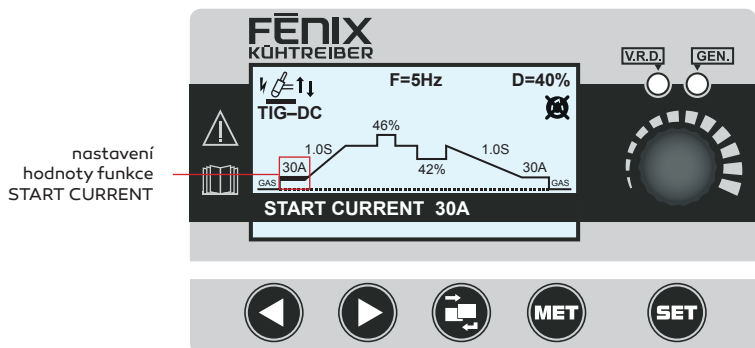 FĒNIX
KÜHTREIBER
V.R.D.
GEN.
F=5Hz
D=40%
TIG–DC
46%
1.0S
1.0S
30A
42%
30A
GAS
GAS
START CURRENT 30A
nastavení
hodnoty funkce
START CURRENT
MET
SET